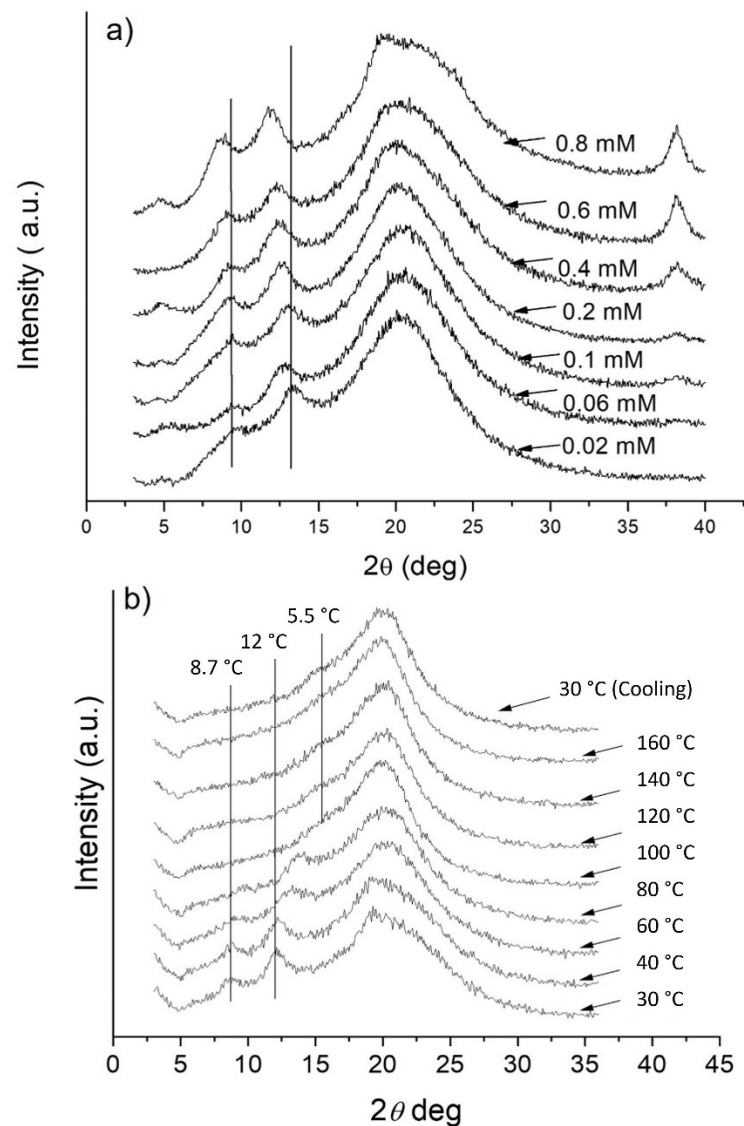 a)
Intensity ( a.u.)
0.8 mM
0.6 mM
0.4 mM
0.2 mM
0.1 mM
0.06 mM
0.02 mM
0 5 10 15 20 25 30 35 40
2θ (deg)
b)
Intensity (a.u.)
5.5 °C
12 °C
8.7 °C
30 °C (Cooling)
160 °C
140 °C
120 °C
100 °C
80 °C
60 °C
40 °C
30 °C
0 5 10 15 20 25 30 35 40 45
2θ deg